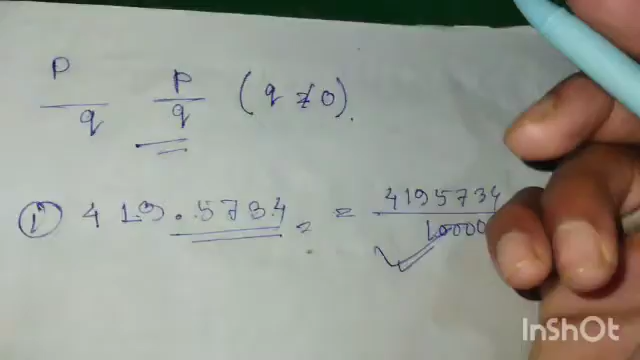 p/q p/q (q ≠ 0).
(i) 419.5734 = = 4195734/10000
InShOt